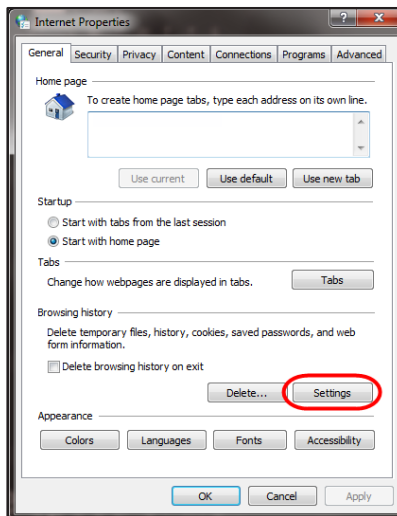 Internet Properties
General Security Privacy Content Connections Programs Advanced
Home page
To create home page tabs, type each address on its own line.
Use current Use default Use new tab
Startup
Start with tabs from the last session
Start with home page
Tabs
Change how webpages are displayed in tabs. Tabs
Browsing history
Delete temporary files, history, cookies, saved passwords, and web
form information.
Delete browsing history on exit
Delete... Settings
Appearance
Colors Languages Fonts Accessibility
OK Cancel Apply